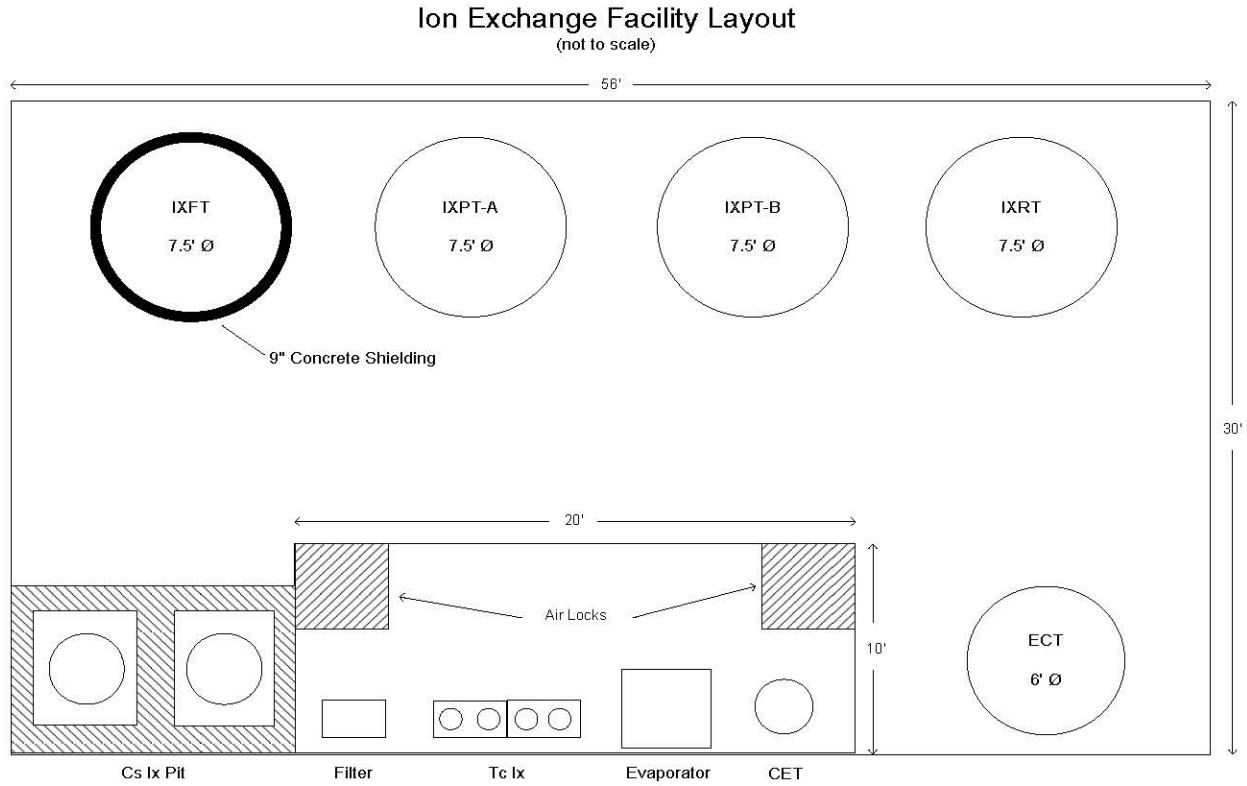 Ion Exchange Facility Layout
(not to scale)
56'
IXFT
7.5' Ø
IXPT-A
7.5' Ø
IXPT-B
7.5' Ø
IXRT
7.5' Ø
9" Concrete Shielding
30'
20'
Air Locks
10'
ECT
6' Ø
Cs Ix Pit
Filter
Tc Ix
Evaporator
CET